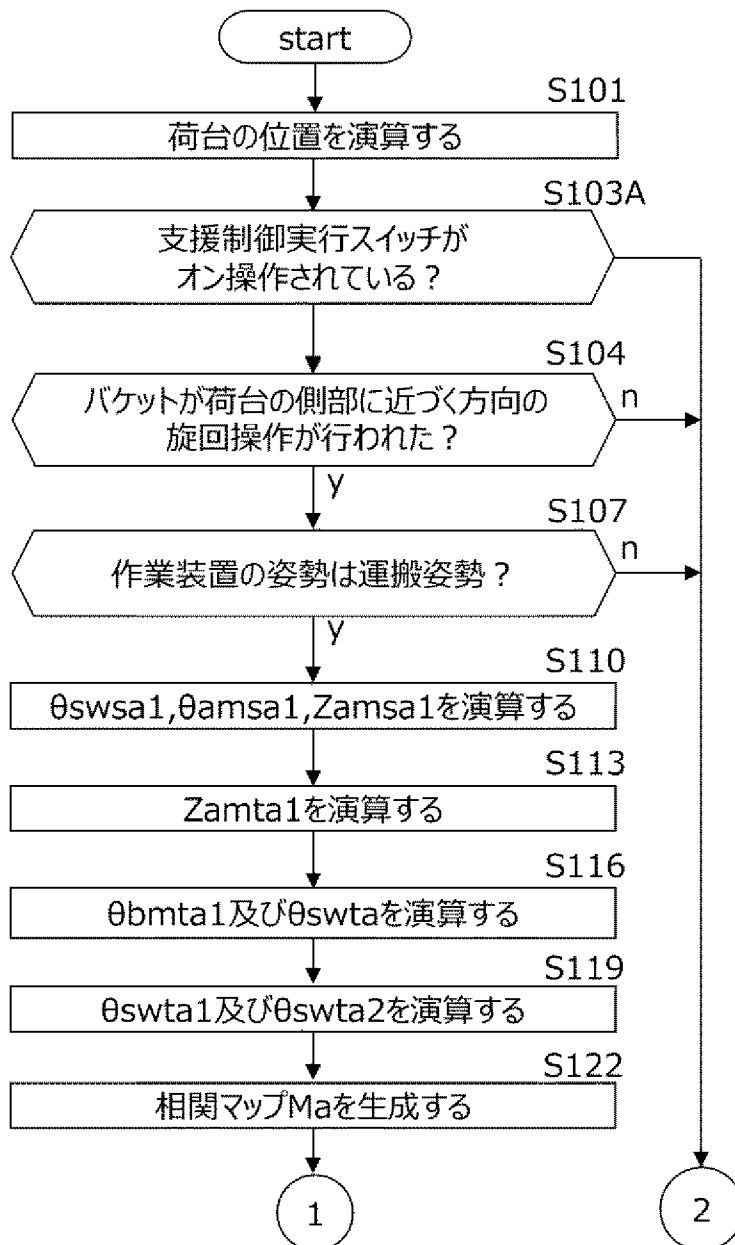 start
S101
荷台の位置を演算する
S103A
支援制御実行スイッチが
オン操作されている？
S104
バケットが荷台の側部に近づく方向の
旋回操作が行われた？
n
y
S107
作業装置の姿勢は運搬姿勢？
n
y
S110
θswsa1,θamsa1,Zamsa1を演算する
S113
Zamta1を演算する
S116
θbmta1及びθswtaを演算する
S119
θswta1及びθswta2を演算する
S122
相関マップMaを生成する
1
2